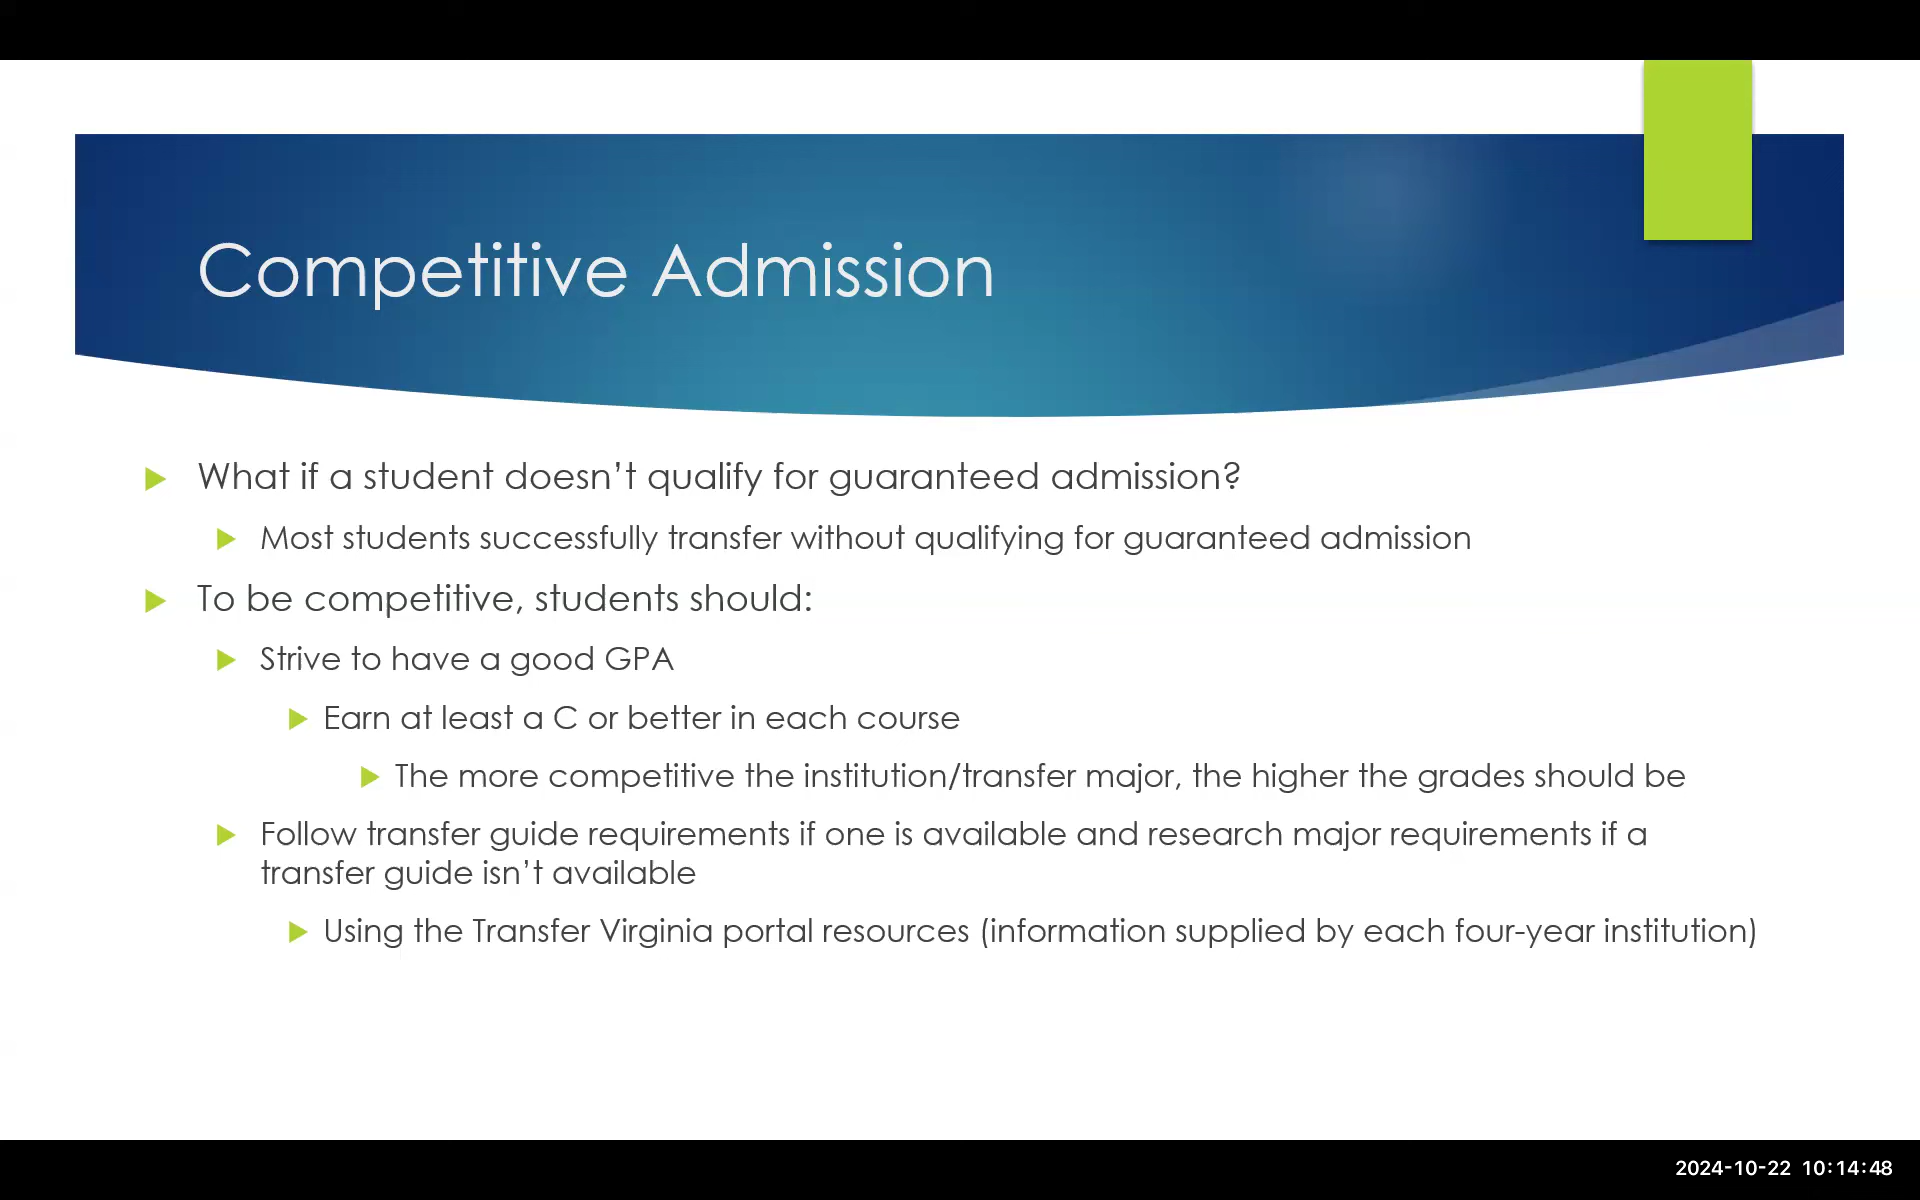 Competitive Admission
What if a student doesn’t qualify for guaranteed admission?
Most students successfully transfer without qualifying for guaranteed admission
To be competitive, students should:
Strive to have a good GPA
Earn at least a C or better in each course
The more competitive the institution/transfer major, the higher the grades should be
Follow transfer guide requirements if one is available and research major requirements if a
transfer guide isn’t available
Using the Transfer Virginia portal resources (information supplied by each four-year institution)
2024-10-22 10:14:48